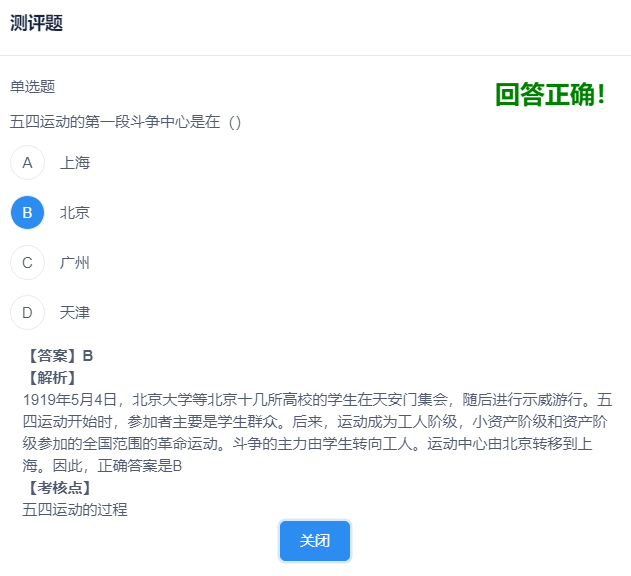 测评题
单选题
回答正确！
五四运动的第一段斗争中心是在（）
A 上海
B 北京
C 广州
D 天津
【答案】B
【解析】
1919年5月4日，北京大学等北京十几所高校的学生在天安门集会，随后进行示威游行。五
四运动开始时，参加者主要是学生群众。后来，运动成为工人阶级，小资产阶级和资产阶
级参加的全国范围的革命运动。斗争的主力由学生转向工人。运动中心由北京转移到上
海。因此，正确答案是B
【考核点】
五四运动的过程
关闭